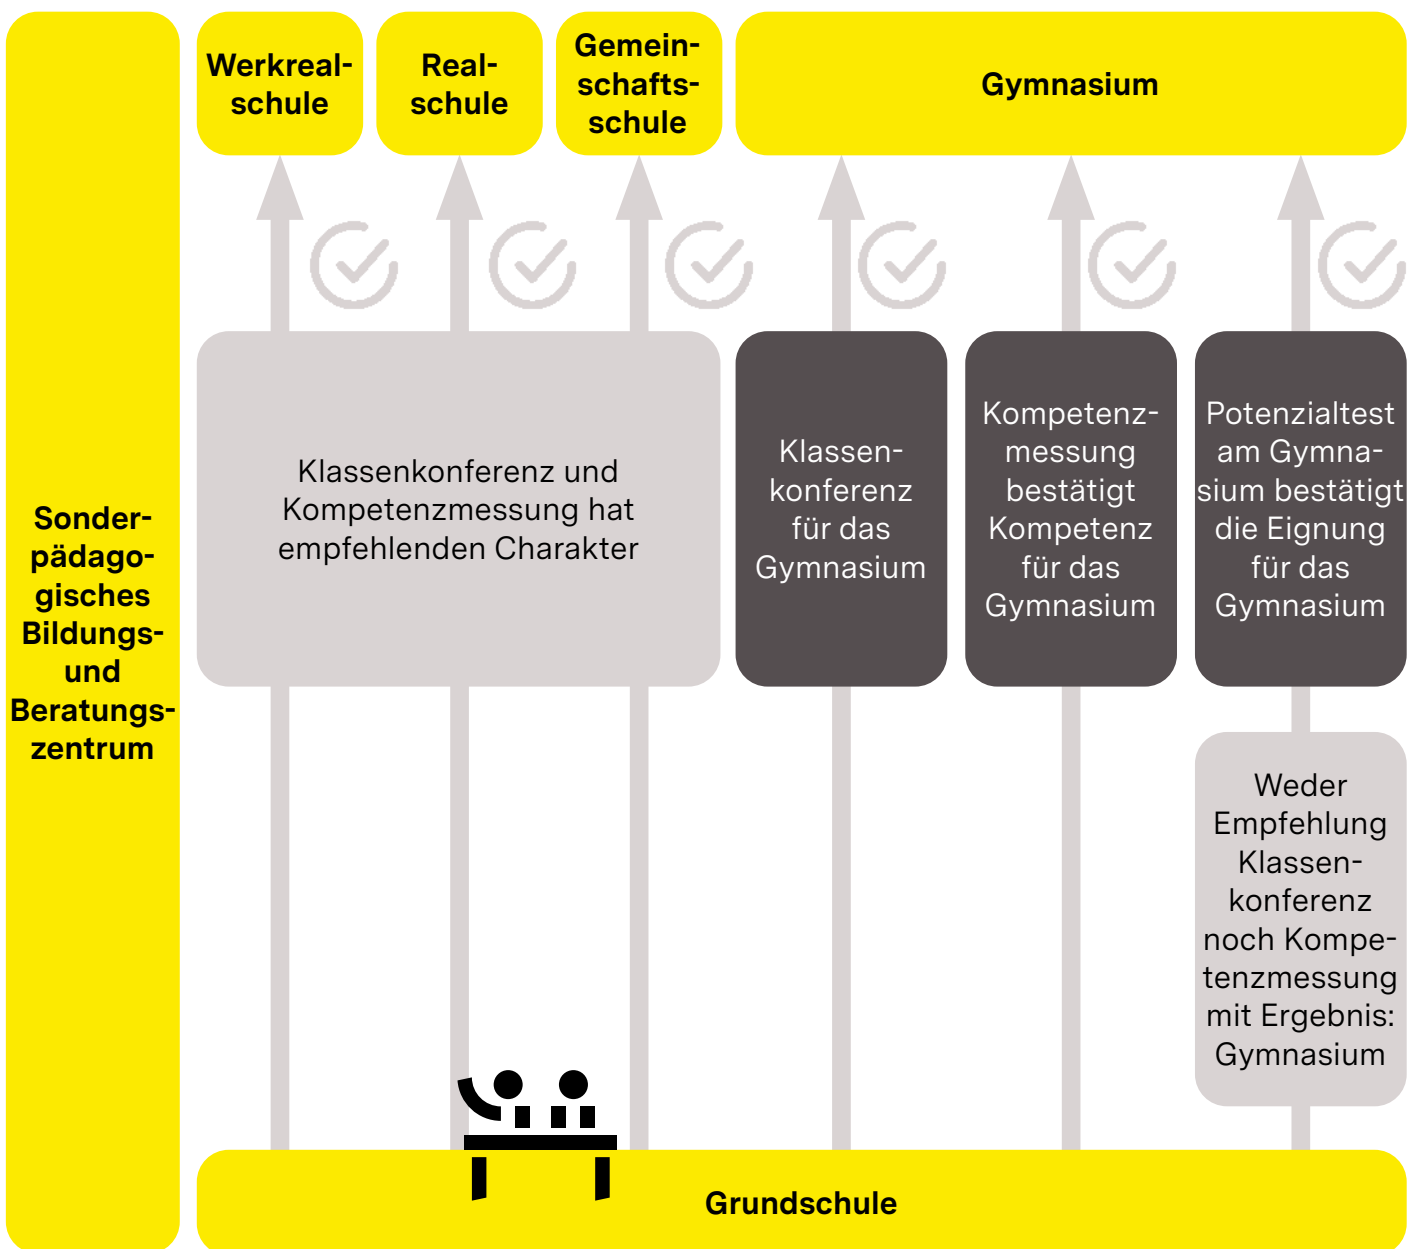 Werkreal-
schule
Real-
schule
Gemein-
schafts-
schule
Gymnasium
Sonder-
pädago-
gisches
Bildungs-
und
Beratungs-
zentrum
Klassenkonferenz und
Kompetenzmessung hat
empfehlenden Charakter
Klassen-
konferenz
für das
Gymnasium
Kompetenz-
messung
bestätigt
Kompetenz
für das
Gymnasium
Potenzialtest
am Gymna-
sium bestätigt
die Eignung
für das
Gymnasium
Weder
Empfehlung
Klassen-
konferenz
noch Kompe-
tenzmessung
mit Ergebnis:
Gymnasium
Grundschule